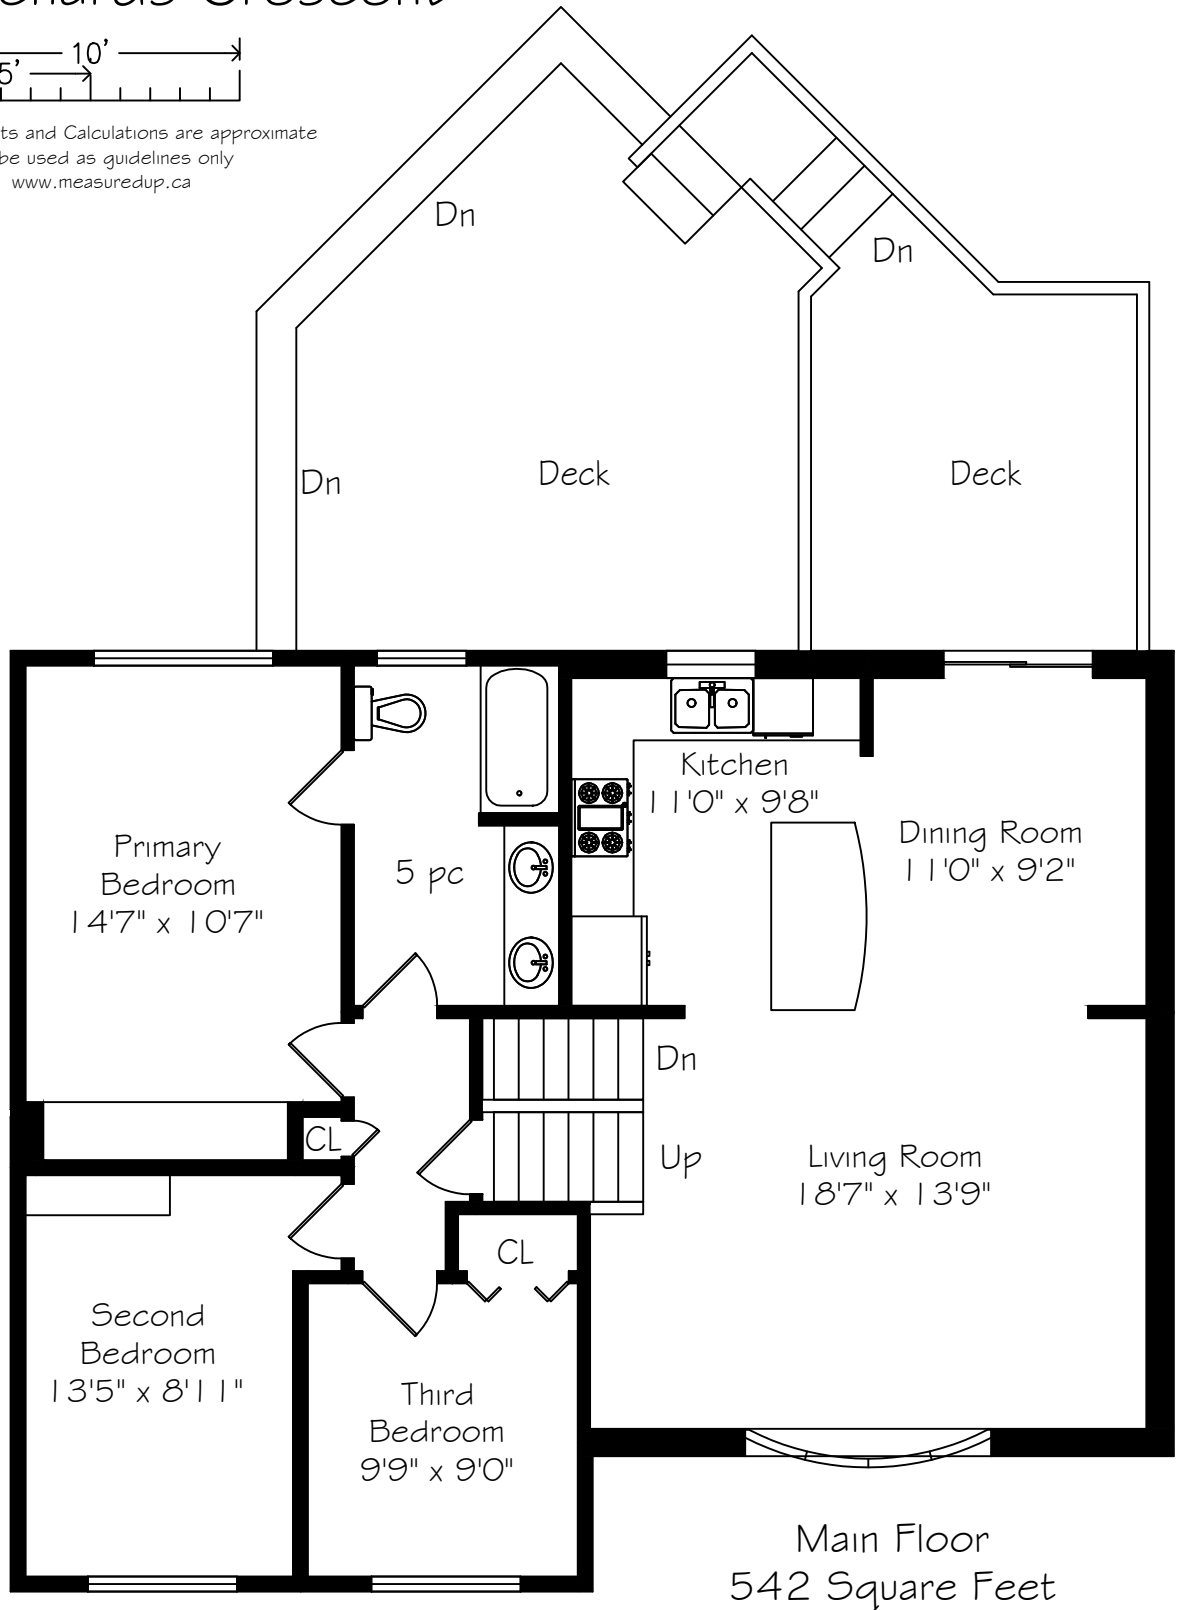 Crescent
10'
5'
and Calculations are approximate
be used as guidelines only
www.measuredup.ca
Dn
Dn
Dn
Deck
Deck
Kitchen
11'0" x 9'8"
Dining Room
11'0" x 9'2"
Primary
Bedroom
14'7" x 10'7"
5 pc
Dn
Up
CL
Living Room
18'7" x 13'9"
CL
Second
Bedroom
13'5" x 8'11"
Third
Bedroom
9'9" x 9'0"
Main Floor
542 Square Feet